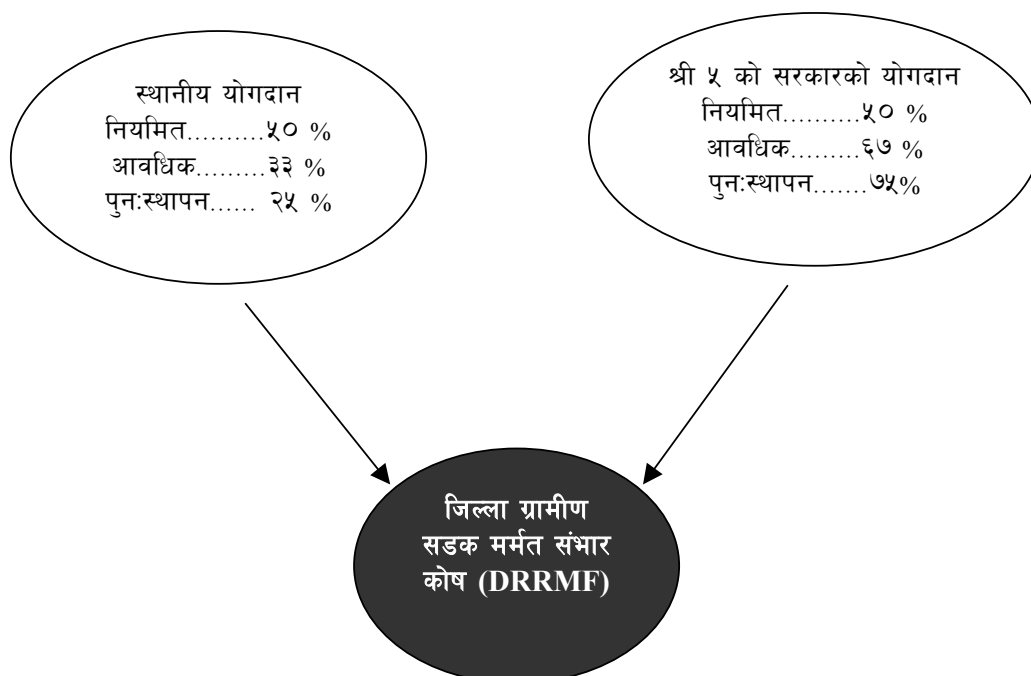 स्थानीय योगदान
नियमित..........५० %
आवधिक.........३३ %
पुनःस्थापन...... २५ %
श्री ५ को सरकारको योगदान
नियमित..........५० %
आवधिक.........६७ %
पुनःस्थापन.......७५%
जिल्ला ग्रामीण
सडक मर्मत संभार
कोष (DRRMF)